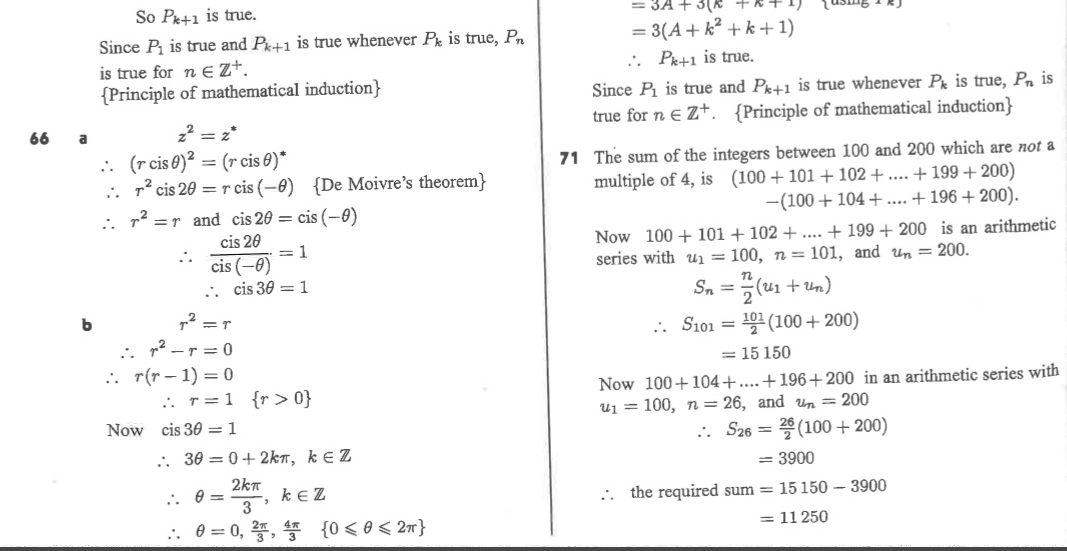 So P_{k+1} is true.
Since P_1 is true and P_{k+1} is true whenever P_k is true, P_n
is true for n ∈ ℤ⁺.
{Principle of mathematical induction}
66 a z² = z*
∴ (r cis θ)² = (r cis θ)*
∴ r² cis 2θ = r cis (−θ) {De Moivre's theorem}
∴ r² = r and cis 2θ = cis (−θ)
∴ cis 2θ / cis (−θ) = 1
∴ cis 3θ = 1
b r² = r
∴ r² − r = 0
∴ r(r − 1) = 0
∴ r = 1 {r > 0}
Now cis 3θ = 1
∴ 3θ = 0 + 2kπ, k ∈ ℤ
∴ θ = 2kπ/3, k ∈ ℤ
∴ θ = 0, 2π/3, 4π/3 {0 ⩽ θ ⩽ 2π}
= 3(A + k² + k + 1)
∴ P_{k+1} is true.
Since P_1 is true and P_{k+1} is true whenever P_k is true, P_n is
true for n ∈ ℤ⁺. {Principle of mathematical induction}
71 The sum of the integers between 100 and 200 which are not a
multiple of 4, is (100 + 101 + 102 + .... + 199 + 200)
−(100 + 104 + .... + 196 + 200).
Now 100 + 101 + 102 + .... + 199 + 200 is an arithmetic
series with u_1 = 100, n = 101, and u_n = 200.
S_n = n/2 (u_1 + u_n)
∴ S_101 = 101/2 (100 + 200)
= 15 150
Now 100 + 104 + .... + 196 + 200 in an arithmetic series with
u_1 = 100, n = 26, and u_n = 200
∴ S_26 = 26/2 (100 + 200)
= 3900
∴ the required sum = 15 150 − 3900
= 11 250